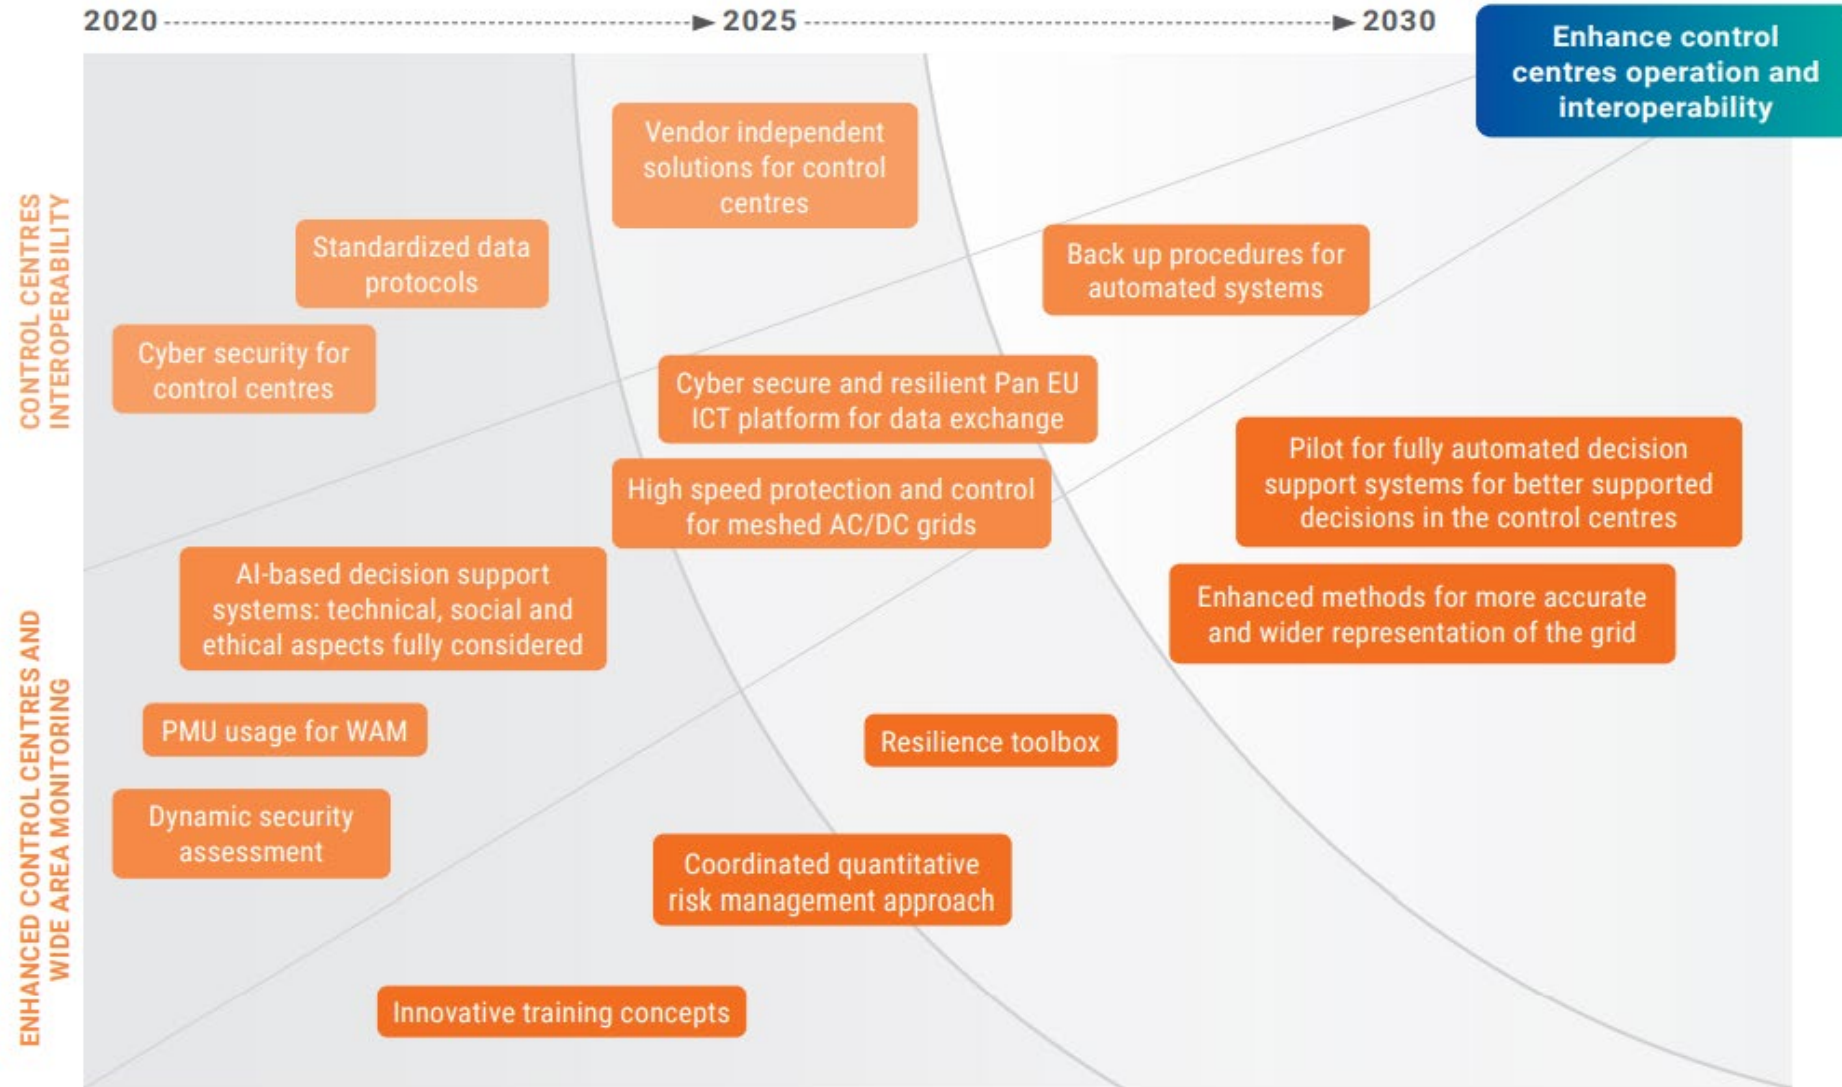 2020
2025
2030
Enhance control
centres operation and
interoperability
CONTROL CENTRES
INTEROPERABILITY
Vendor independent
solutions for control
centres
Standardized data
protocols
Cyber security for
control centres
Back up procedures for
automated systems
Cyber secure and resilient Pan EU
ICT platform for data exchange
High speed protection and control
for meshed AC/DC grids
Pilot for fully automated decision
support systems for better supported
decisions in the control centres
Enhanced methods for more accurate
and wider representation of the grid
ENHANCED CONTROL CENTRES AND
WIDE AREA MONITORING
AI-based decision support
systems: technical, social and
ethical aspects fully considered
PMU usage for WAM
Dynamic security
assessment
Resilience toolbox
Coordinated quantitative
risk management approach
Innovative training concepts